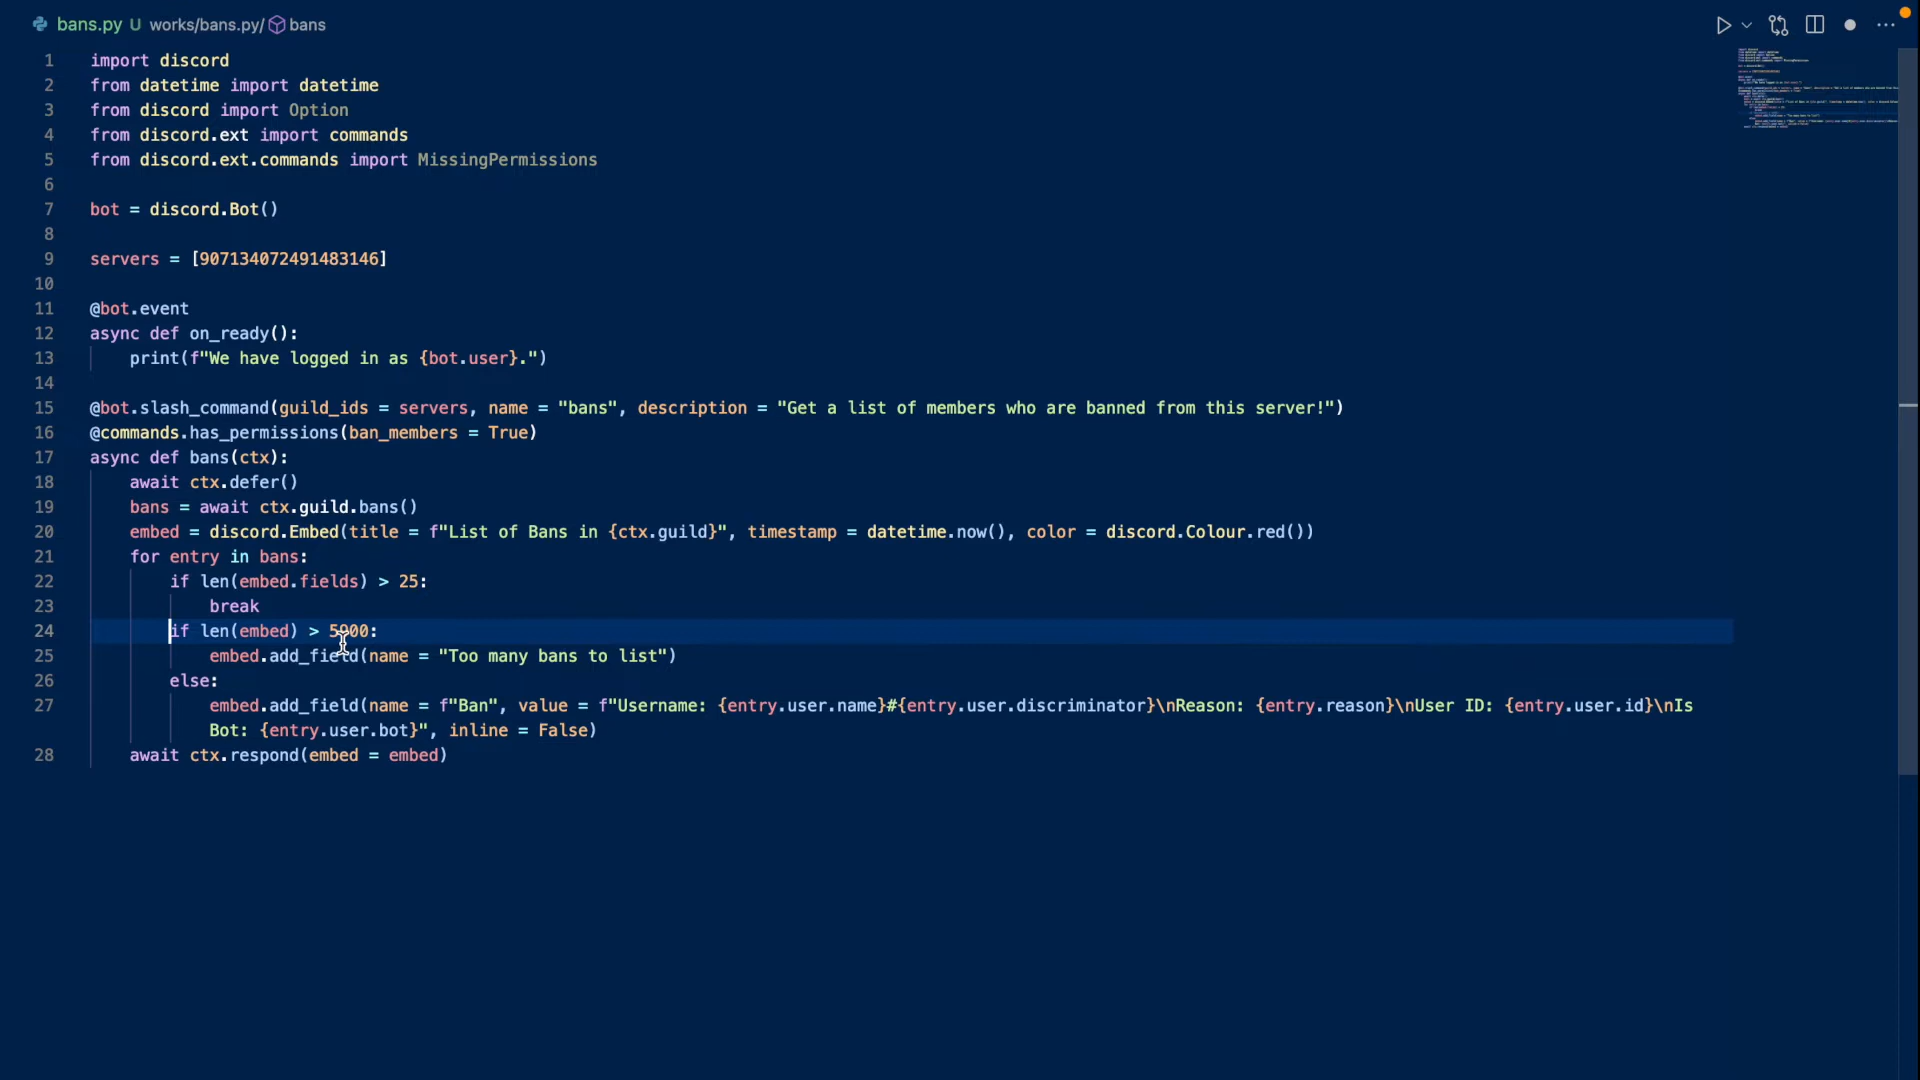 bans.py U works/bans.py/ bans
1 import discord
2 from datetime import datetime
3 from discord import Option
4 from discord.ext import commands
5 from discord.ext.commands import MissingPermissions
6
7 bot = discord.Bot()
8
9 servers = [907134072491483146]
10
11 @bot.event
12 async def on_ready():
13 print(f"We have logged in as {bot.user}.")
14
15 @bot.slash_command(guild_ids = servers, name = "bans", description = "Get a list of members who are banned from this server!")
16 @commands.has_permissions(ban_members = True)
17 async def bans(ctx):
18 await ctx.defer()
19 bans = await ctx.guild.bans()
20 embed = discord.Embed(title = f"List of Bans in {ctx.guild}", timestamp = datetime.now(), color = discord.Colour.red())
21 for entry in bans:
22 if len(embed.fields) > 25:
23 break
24 if len(embed) > 5900:
25 embed.add_field(name = "Too many bans to list")
26 else:
27 embed.add_field(name = f"Ban", value = f"Username: {entry.user.name}#{entry.user.discriminator}\nReason: {entry.reason}\nUser ID: {entry.user.id}\nIs
Bot: {entry.user.bot}", inline = False)
28 await ctx.respond(embed = embed)